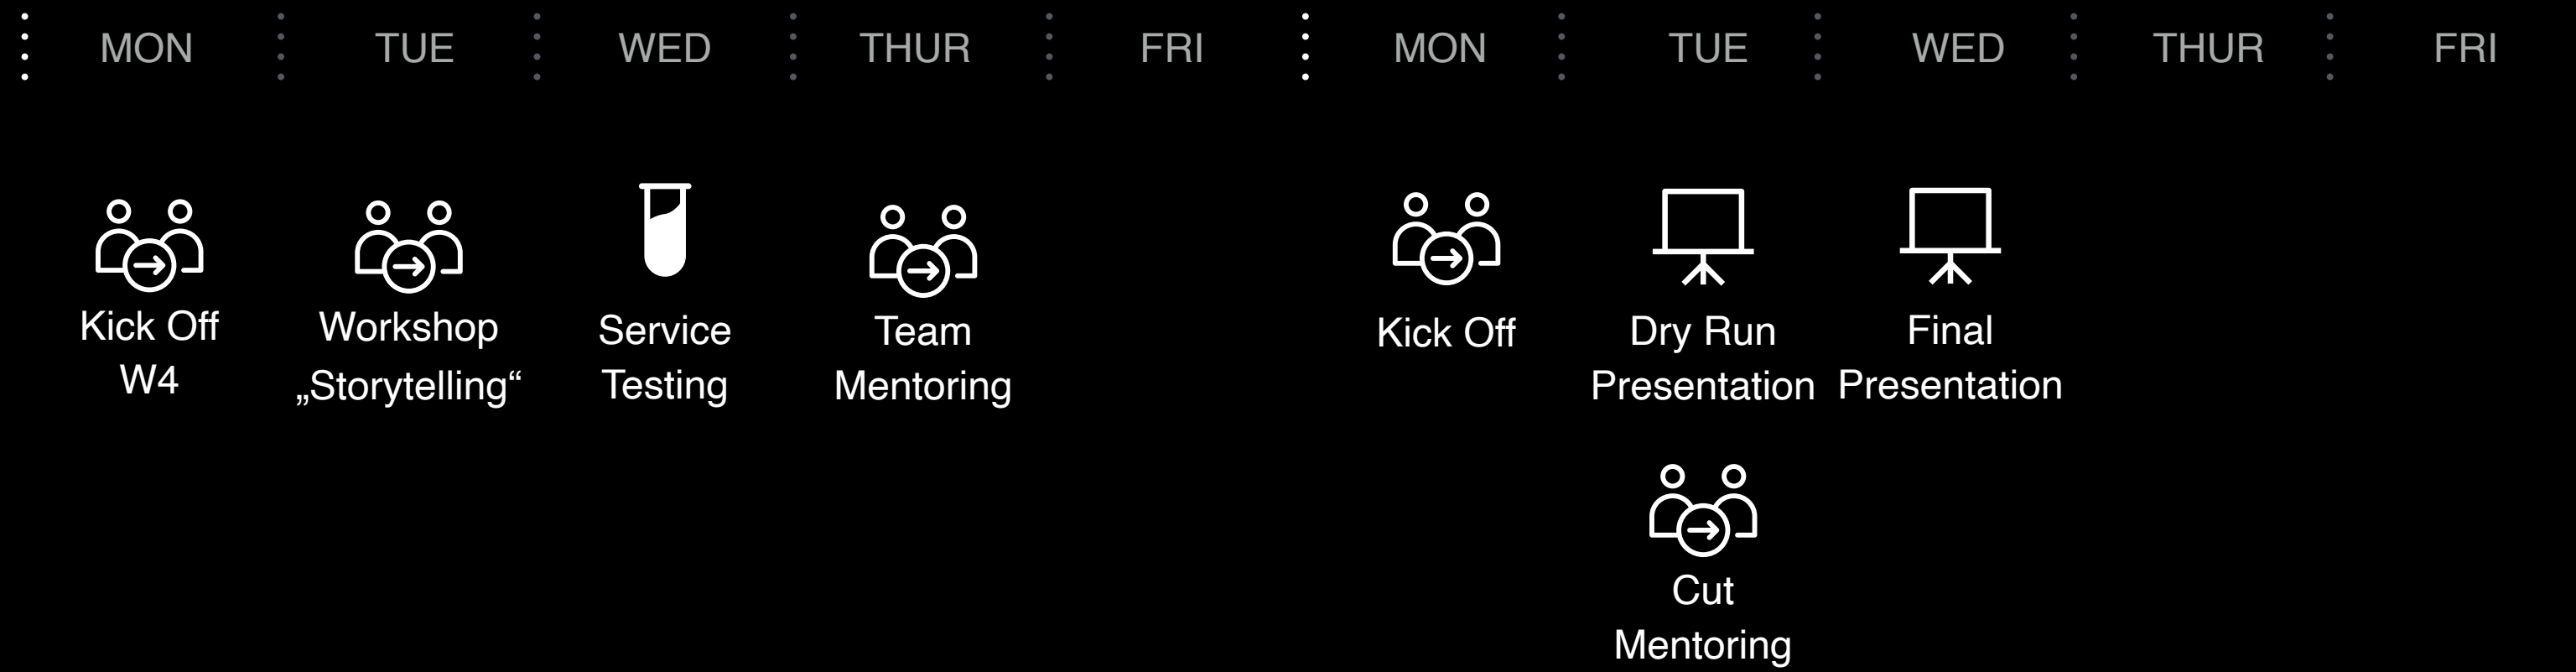 MON TUE WED THUR FRI MON TUE WED THUR FRI
Kick Off
W4
Workshop
„Storytelling“
Service
Testing
Team
Mentoring
Kick Off
Dry Run
Presentation
Cut
Mentoring
Final
Presentation